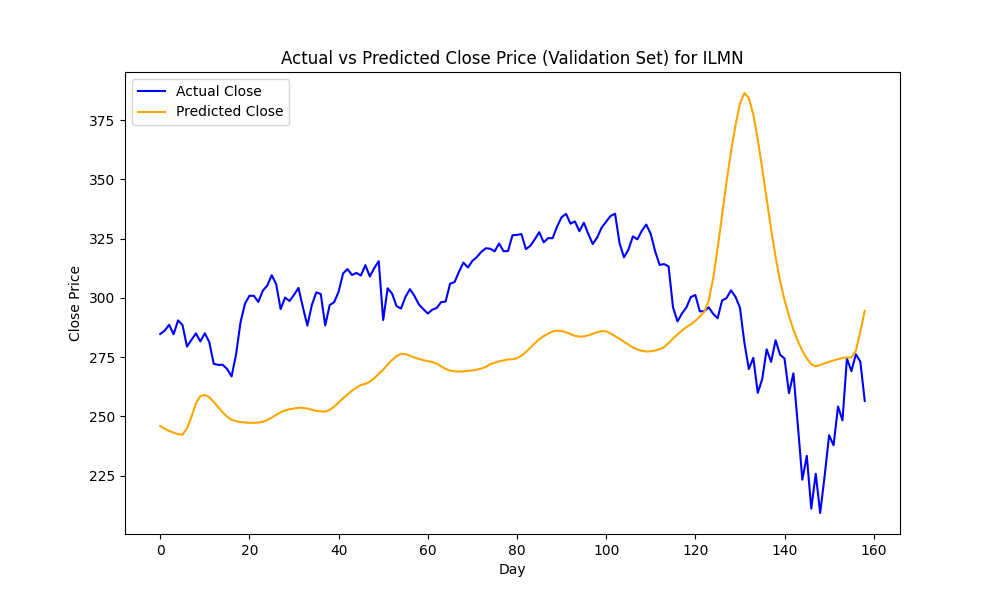 Actual vs Predicted Close Price (Validation Set) for ILMN
Actual Close
Predicted Close
375
350
325
300
275
250
225
Close Price
0 20 40 60 80 100 120 140 160
Day